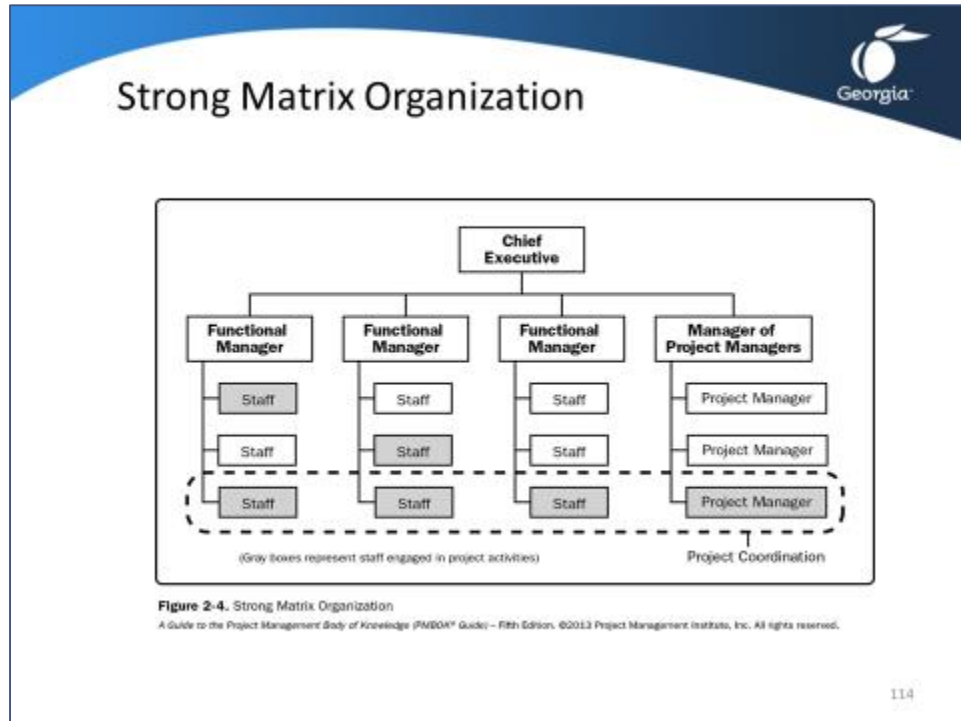 Strong Matrix Organization
Georgia™
Chief
Executive
Functional
Manager
Functional
Manager
Functional
Manager
Manager of
Project Managers
Staff
Staff
Staff
Project Manager
Staff
Staff
Staff
Project Manager
Staff
Staff
Staff
Project Manager
(Gray boxes represent staff engaged in project activities)
Project Coordination
Figure 2-4. Strong Matrix Organization
A Guide to the Project Management Body of Knowledge (PMBOK® Guide) – Fifth Edition. ©2013 Project Management Institute, Inc. All rights reserved.
114